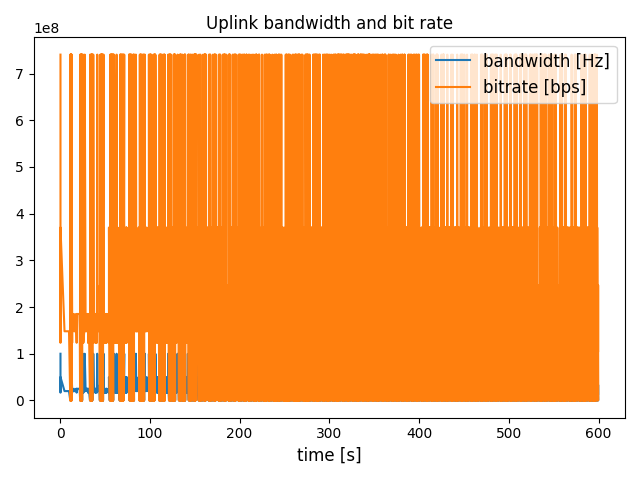 Uplink bandwidth and bit rate
1e8
bandwidth [Hz]
bitrate [bps]
7
6
5
4
3
2
1
0
0 100 200 300 400 500 600
time [s]